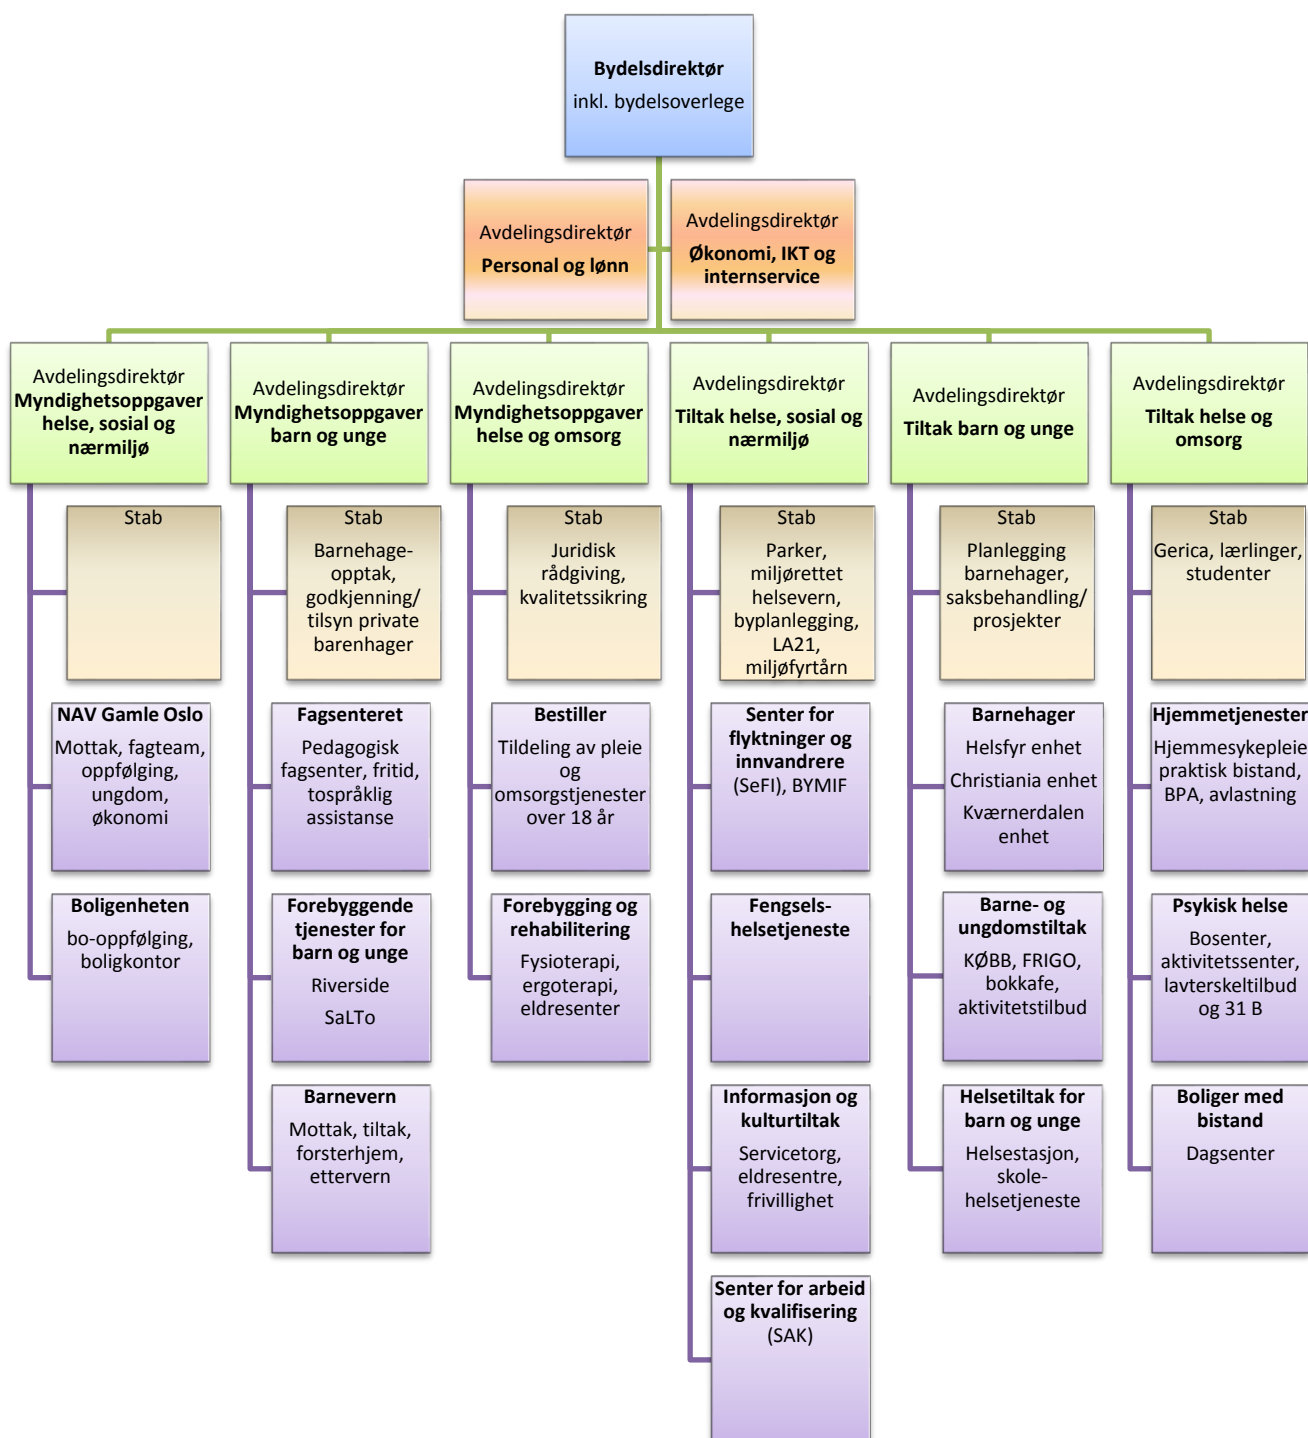 Bydelsdirektør
inkl. bydelsoverlege
Avdelingsdirektør
Personal og lønn
Avdelingsdirektør
Økonomi, IKT og
internservice
Avdelingsdirektør
Myndighetsoppgaver
helse, sosial og
nærmiljø
Avdelingsdirektør
Myndighetsoppgaver
barn og unge
Avdelingsdirektør
Myndighetsoppgaver
helse og omsorg
Avdelingsdirektør
Tiltak helse, sosial og
nærmiljø
Avdelingsdirektør
Tiltak barn og unge
Avdelingsdirektør
Tiltak helse og
omsorg
Stab
Stab
Barnehage-
opptak,
godkjenning/
tilsyn private
barenhager
Stab
Juridisk
rådgiving,
kvalitetssikring
Stab
Parker,
miljørettet
helsevern,
byplanlegging,
LA21,
miljøfyrtårn
Stab
Planlegging
barnehager,
saksbehandling/
prosjekter
Stab
Gerica, lærlinger,
studenter
NAV Gamle Oslo
Mottak, fagteam,
oppfølging,
ungdom,
økonomi
Fagsenteret
Pedagogisk
fagsenter, fritid,
tospråklig
assistanse
Bestiller
Tildeling av pleie
og
omsorgstjenester
over 18 år
Senter for
flyktninger og
innvandrere
(SeFI), BYMIF
Barnehager
Helsfyr enhet
Christiania enhet
Kværnerdalen
enhet
Hjemmetjenester
Hjemmesykepleie
praktisk bistand,
BPA, avlastning
Boligenheten
bo-oppfølging,
boligkontor
Forebyggende
tjenester for
barn og unge
Riverside
SaLTo
Forebygging og
rehabilitering
Fysioterapi,
ergoterapi,
eldresenter
Fengsels-
helsetjeneste
Barne- og
ungdomstiltak
KØBB, FRIGO,
bokkafe,
aktivitetstilbud
Psykisk helse
Bosenter,
aktivitetssenter,
lavterskeltilbud
og 31 B
Barnevern
Mottak, tiltak,
forsterhjem,
ettervern
Informasjon og
kulturtiltak
Servicetorg,
eldresentre,
frivillighet
Helsetiltak for
barn og unge
Helsestasjon,
skole-
helsetjeneste
Boliger med
bistand
Dagsenter
Senter for arbeid
og kvalifisering
(SAK)